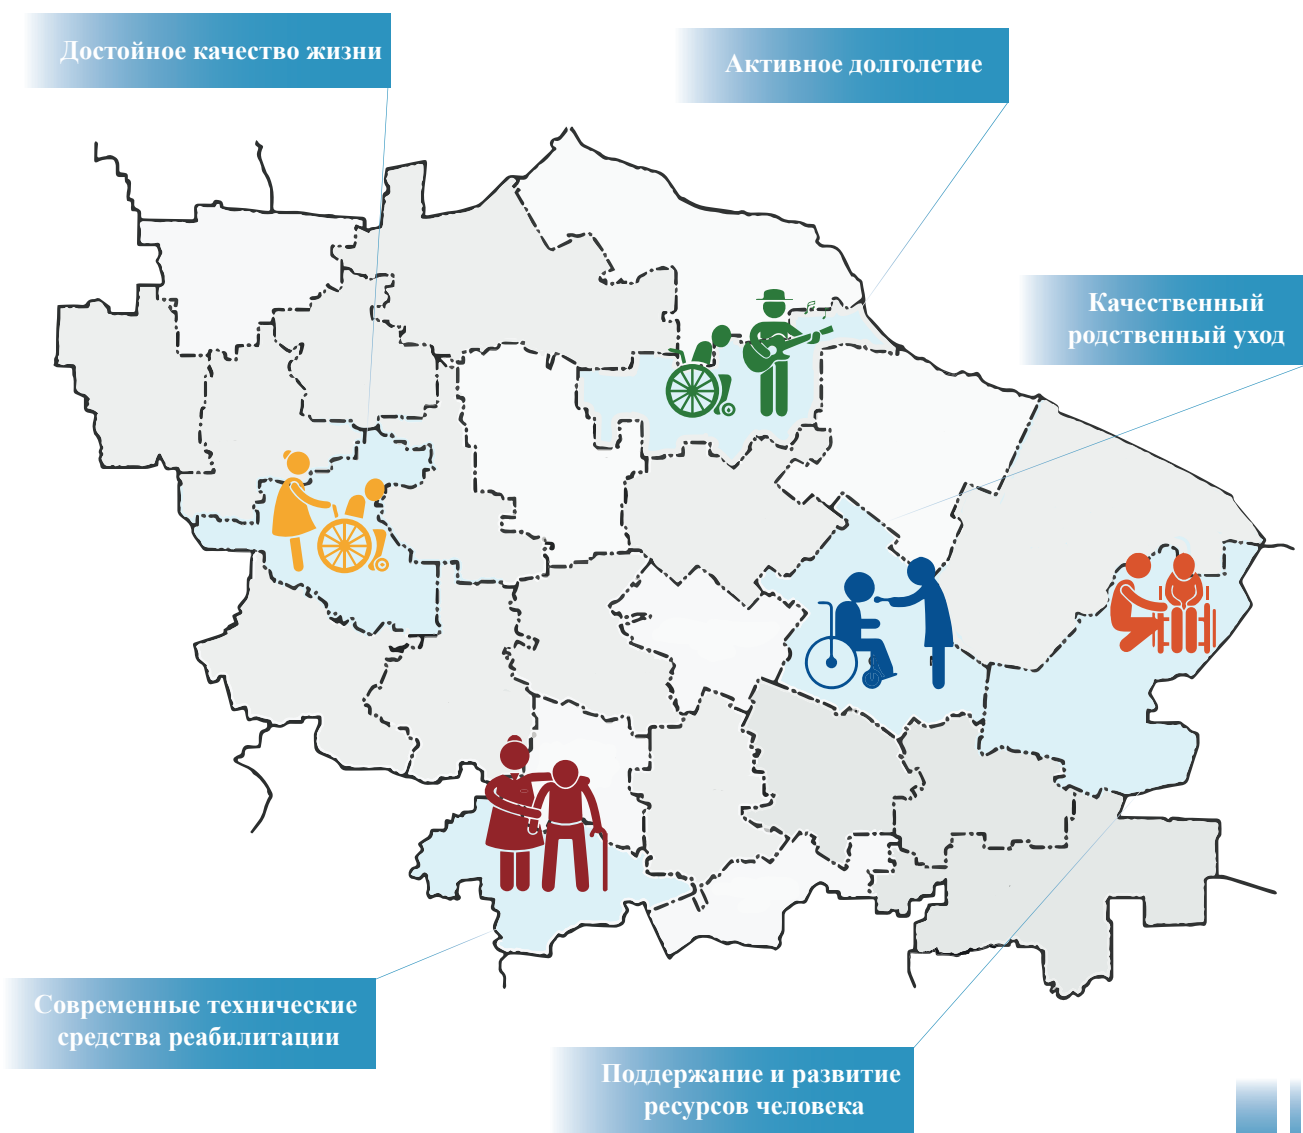 Достойное качество жизни
Активное долголетие
Качественный
родственный уход
Современные технические
средства реабилитации
Поддержание и развитие
ресурсов человека